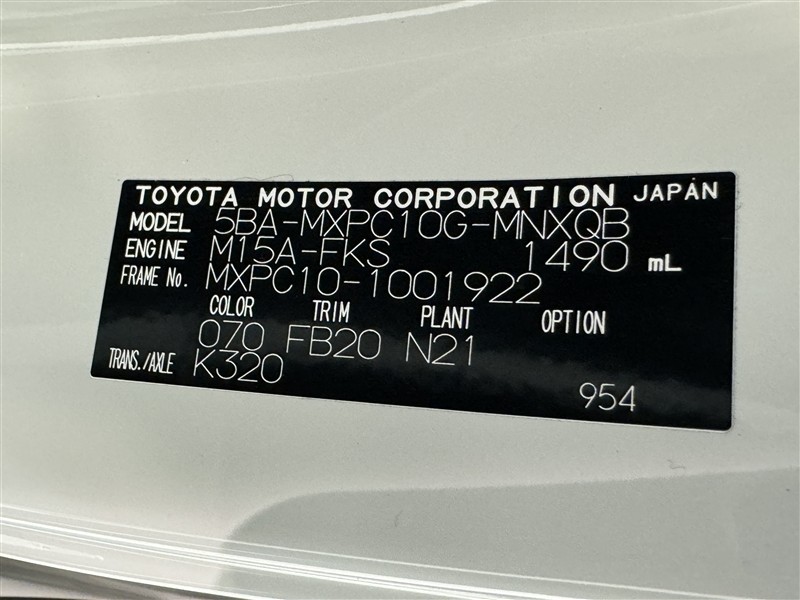 TOYOTA MOTOR CORPORATION JAPAN
MODEL 5BA-MXPC10G-MNXQB
ENGINE M15A-FKS 1490 mL
FRAME No. MXPC10-1001922
COLOR TRIM PLANT OPTION
070 FB20 N21
TRANS./AXLE K320
954